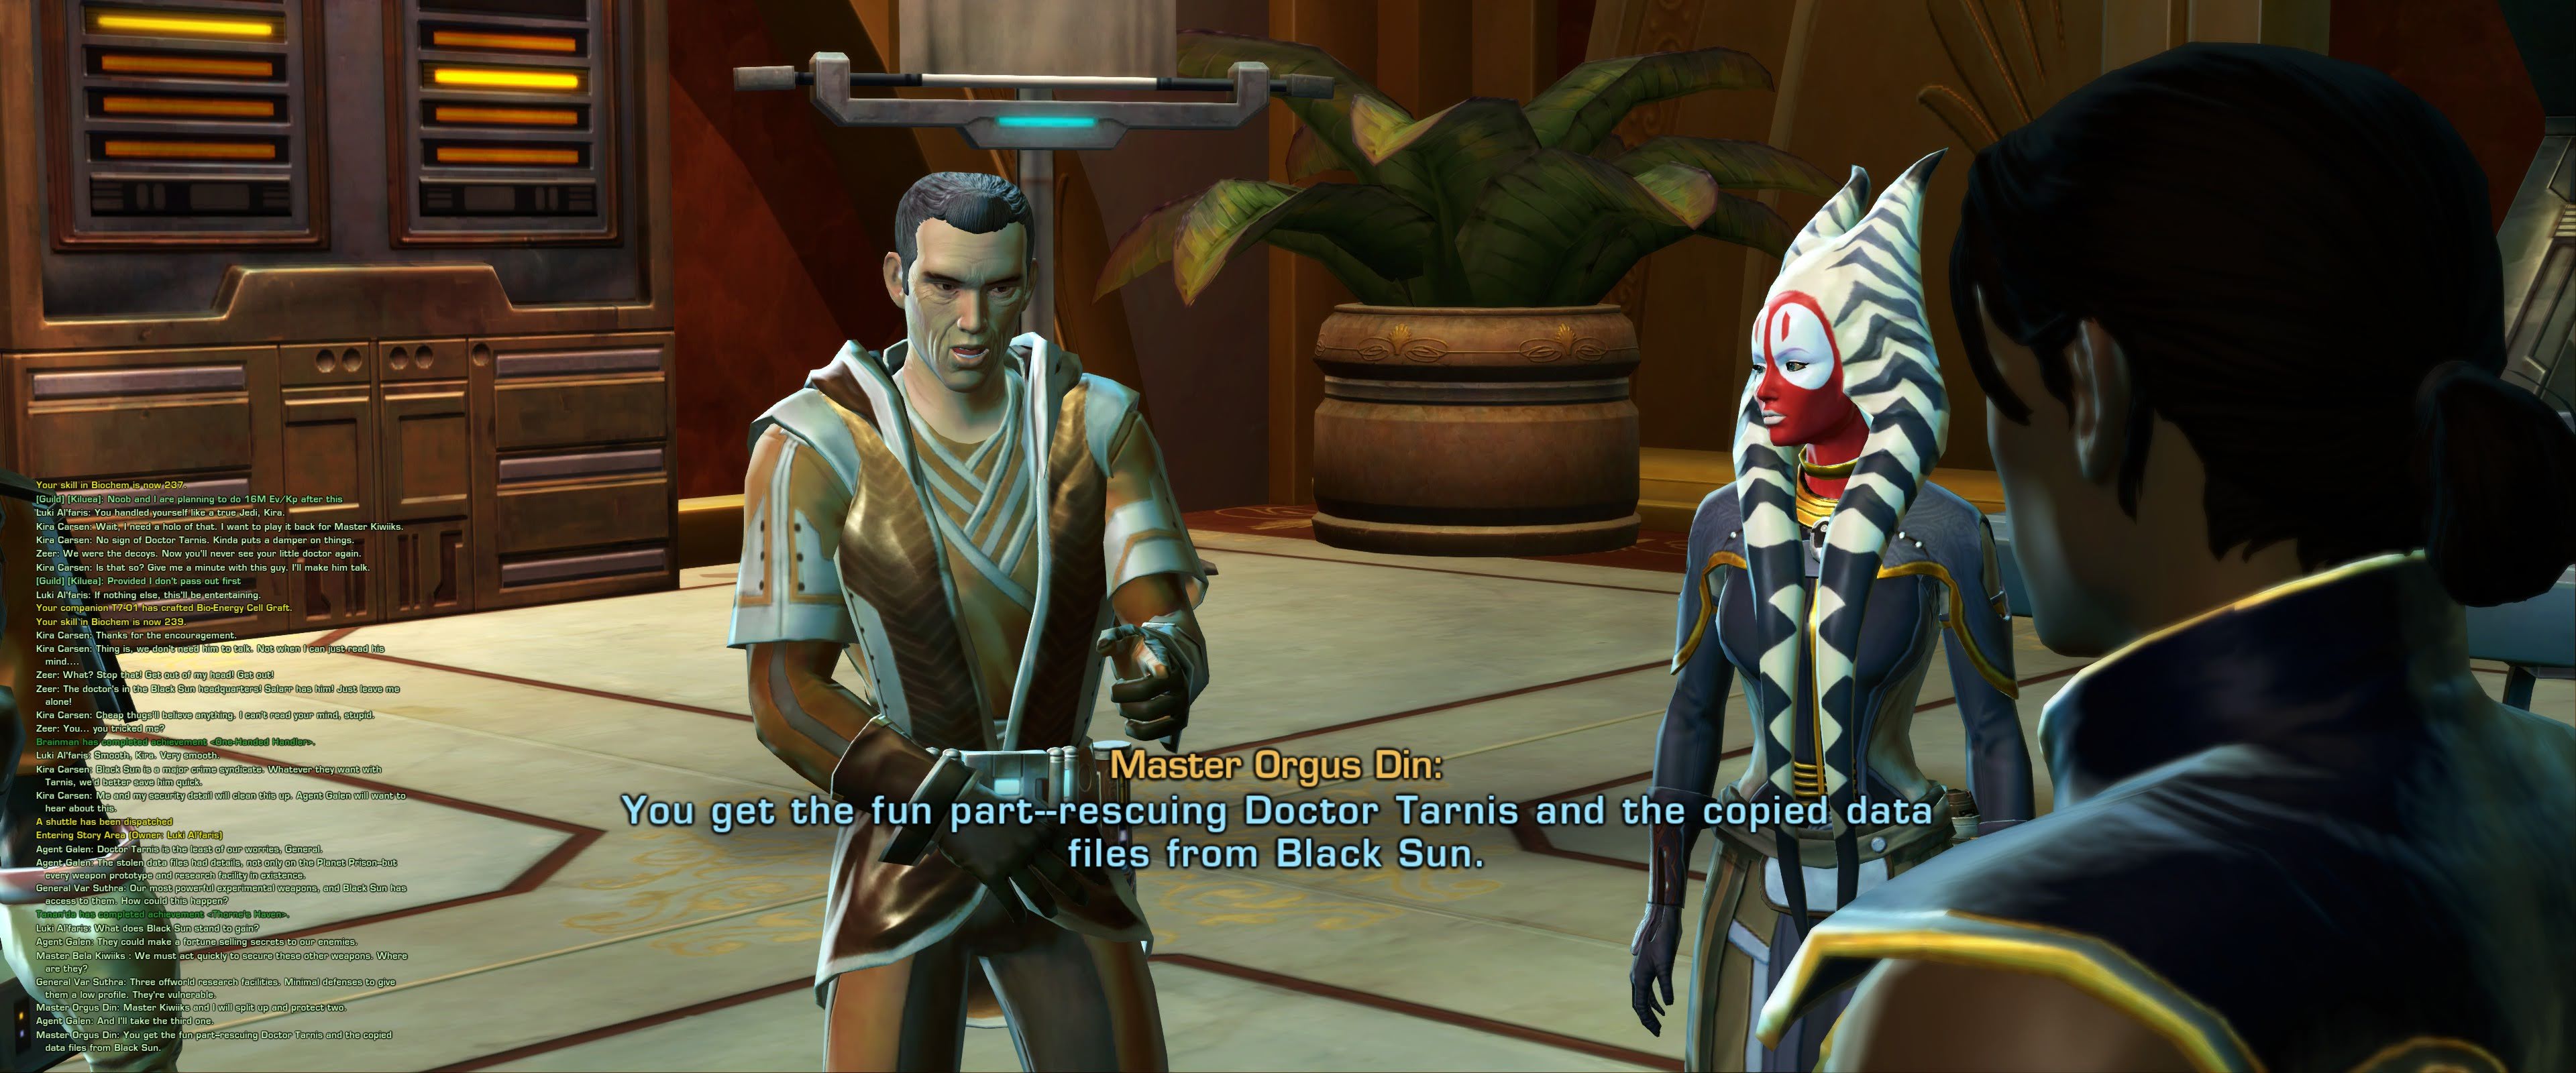 Your skill in Biochem is now 237.
[Guild] [Kiluea]: Noob and I are planning to do 16M Ev/Kp after this
Luki Al'faris: You handled yourself like a true Jedi, Kira.
Kira Carsen: Wait, I need a holo of that. I want to play it back for Master Kiwiiks.
Kira Carsen: No sign of Doctor Tarnis. Kinda puts a damper on things.
Zeer: We were the decoys. Now you'll never see your little doctor again.
Kira Carsen: Is that so? Give me a minute with this guy. I'll make him talk.
[Guild] [Kiluea]: Provided I don't pass out first
Luki Al'faris: If nothing else, this'll be entertaining.
Your companion T7-01 has crafted Bio-Energy Cell Graft.
Your skill in Biochem is now 239.
Kira Carsen: Thanks for the encouragement.
Kira Carsen: Thing is, we don't need him to talk. Not when I can just read his
mind....
Zeer: What? Stop that! Get out of my head! Get out!
Zeer: The doctor's in the Black Sun headquarters! Salarr has him! Just leave me
alone!
Kira Carsen: Cheap thugs'll believe anything. I can't read your mind, stupid.
Zeer: You... you tricked me?
Brainman has completed achievement <One-Handed Handler>.
Luki Al'faris: Smooth, Kira. Very smooth.
Kira Carsen: Black Sun is a major crime syndicate. Whatever they want with
Tarnis, we'd better save him quick.
Kira Carsen: Me and my security detail will clean this up. Agent Galen will want to
hear about this.
A shuttle has been dispatched
Entering Story Area (Owner: Luki Al'faris)
Agent Galen: Doctor Tarnis is the least of our worries, General.
Agent Galen: The stolen data files had details, not only on the Planet Prison--but
every weapon prototype and research facility in existence.
General Var Suthra: Our most powerful experimental weapons, and Black Sun has
access to them. How could this happen?
Tanan'do has completed achievement <Thorne's Haven>.
Luki Al'faris: What does Black Sun stand to gain?
Agent Galen: They could make a fortune selling secrets to our enemies.
Master Bela Kiwiiks : We must act quickly to secure these other weapons. Where
are they?
General Var Suthra: Three offworld research facilities. Minimal defenses to give
them a low profile. They're vulnerable.
Master Orgus Din: Master Kiwiiks and I will split up and protect two.
Agent Galen: And I'll take the third one.
Master Orgus Din: You get the fun part--rescuing Doctor Tarnis and the copied
data files from Black Sun.
Master Orgus Din:
You get the fun part--rescuing Doctor Tarnis and the copied data
files from Black Sun.